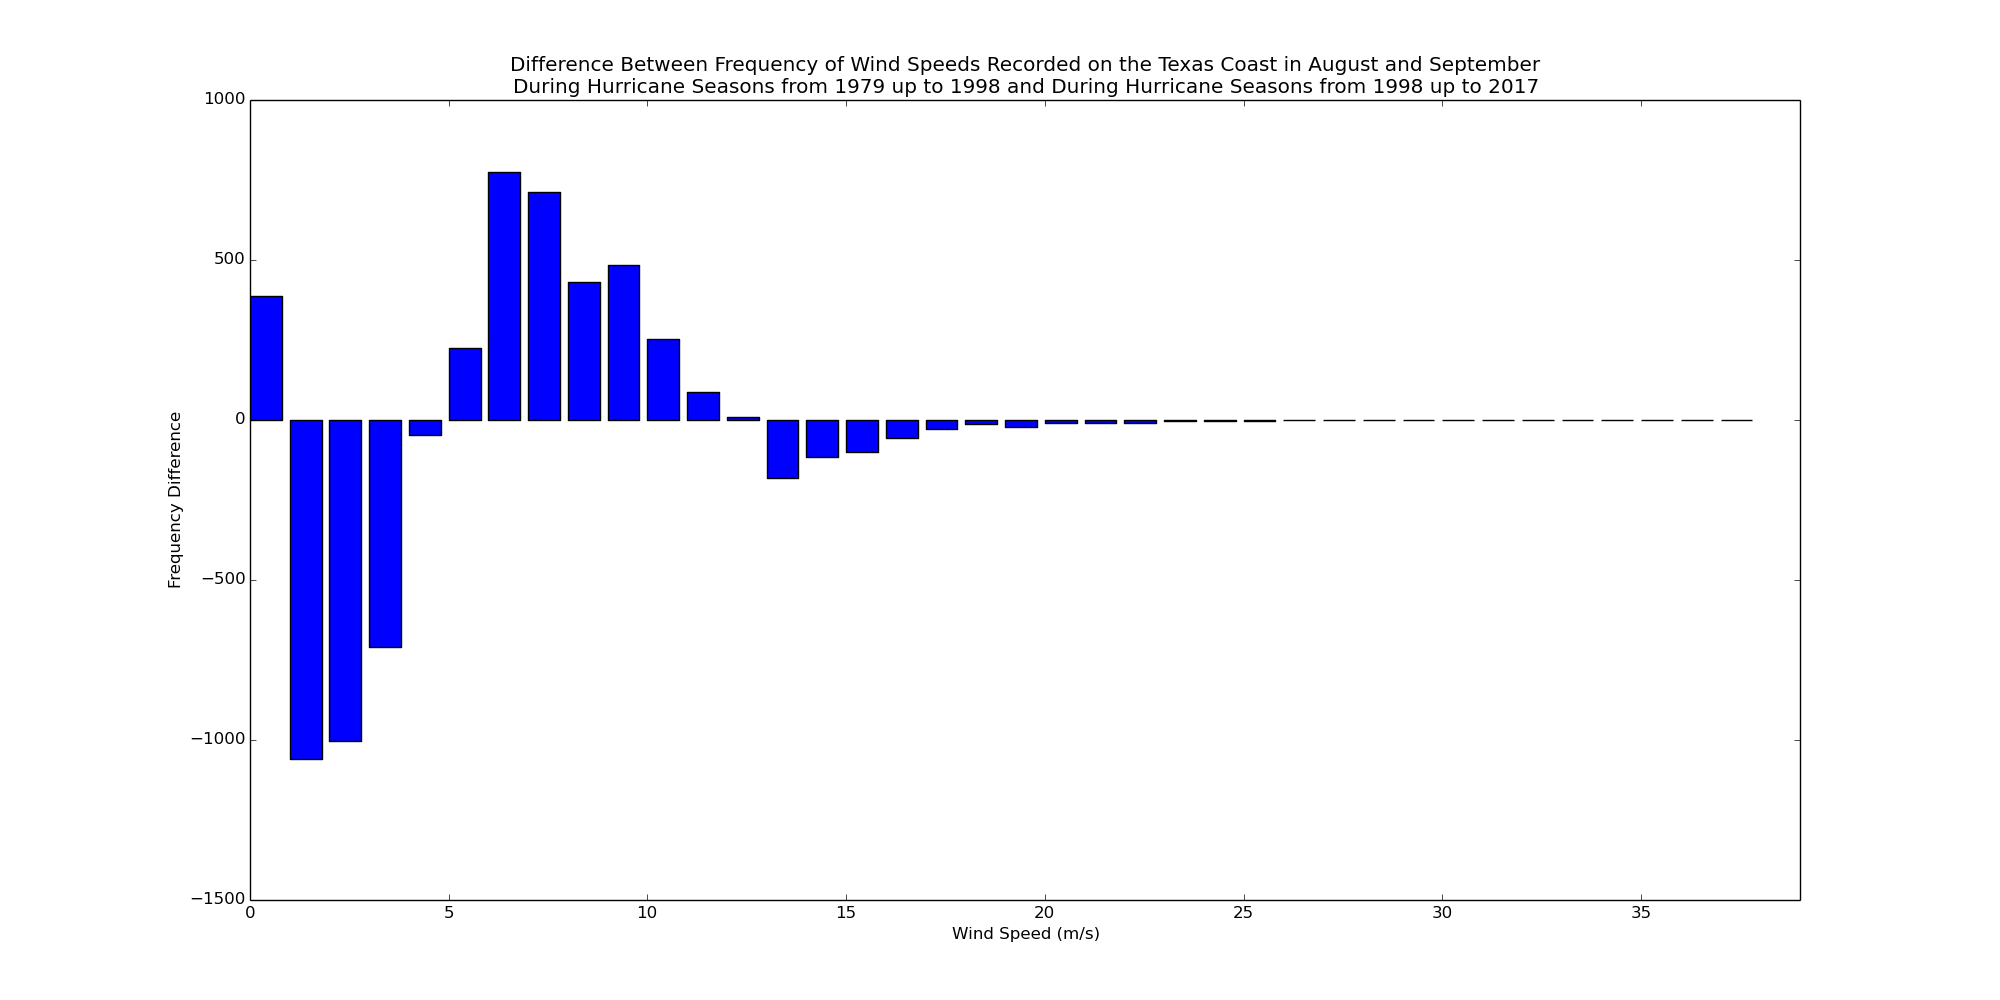 Difference Between Frequency of Wind Speeds Recorded on the Texas Coast in August and September
During Hurricane Seasons from 1979 up to 1998 and During Hurricane Seasons from 1998 up to 2017
1000
500
0
−500
−1000
−1500
Frequency Difference
0 5 10 15 20 25 30 35
Wind Speed (m/s)